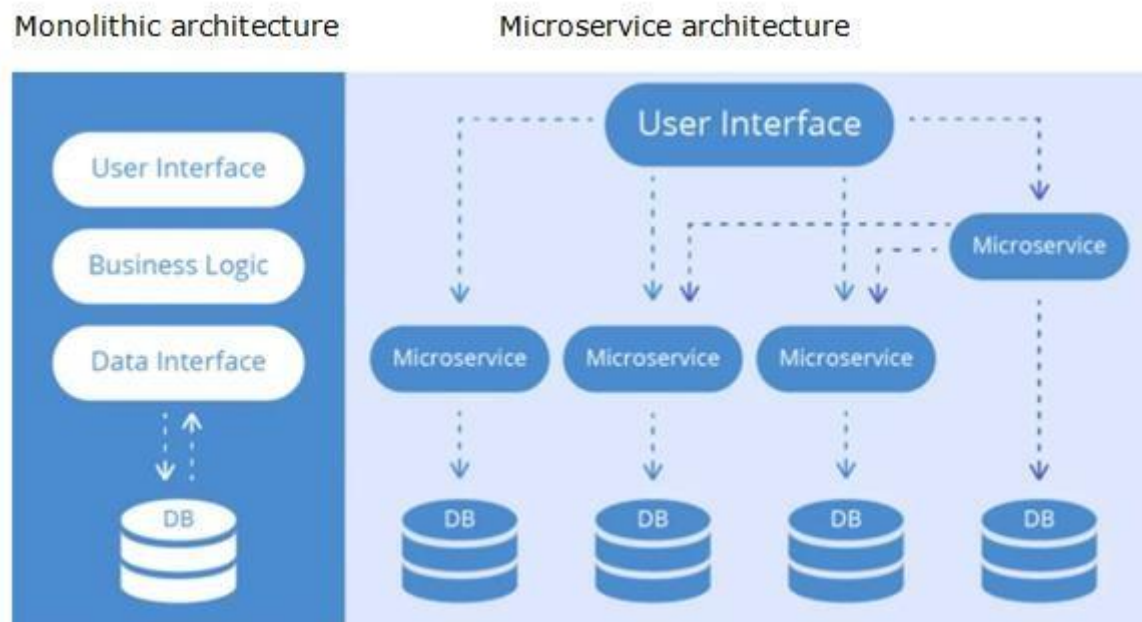 Monolithic architecture
Microservice architecture
User Interface
Business Logic
Data Interface
DB
User Interface
Microservice
Microservice
Microservice
Microservice
DB
DB
DB
DB